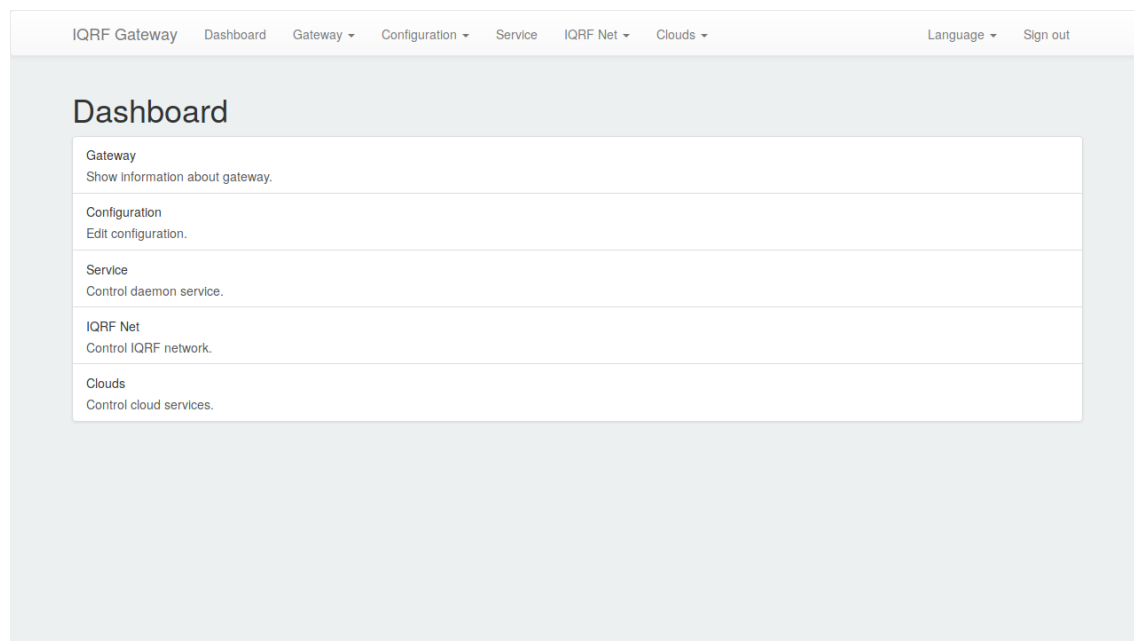 IQRF Gateway Dashboard Gateway Configuration Service IQRF Net Clouds Language Sign out
Dashboard
Gateway
Show information about gateway.
Configuration
Edit configuration.
Service
Control daemon service.
IQRF Net
Control IQRF network.
Clouds
Control cloud services.